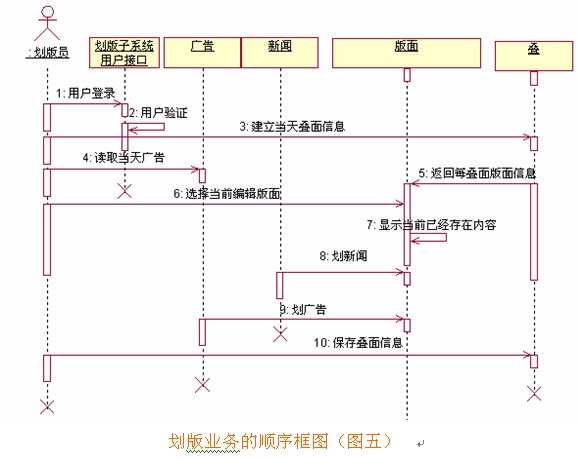 : 划版员
划版子系统
用户接口
广告
新闻
版面
叠
1: 用户登录
2: 用户验证
3: 建立当天叠面信息
4: 读取当天广告
5: 返回每叠面版面信息
6: 选择当前编辑版面
7: 显示当前已经存在内容
8: 划新闻
9: 划广告
10: 保存叠面信息
划版业务的顺序框图（图五）